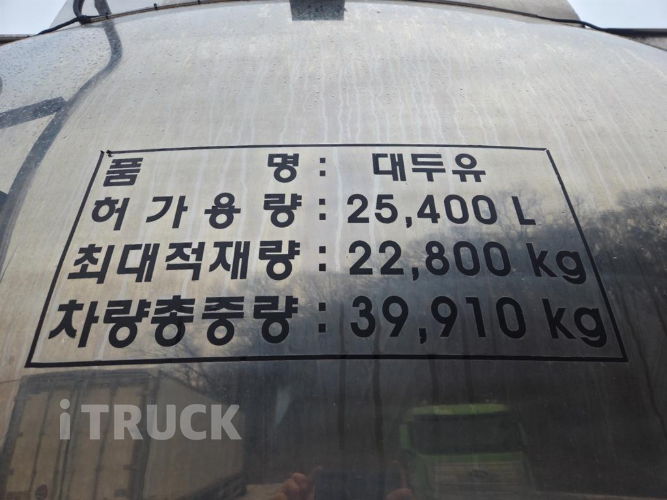 품 명 : 대두유
허 가 용 량 : 25,400 L
최대적재량 : 22,800 kg
차량총중량 : 39,910 kg
iTRUCK